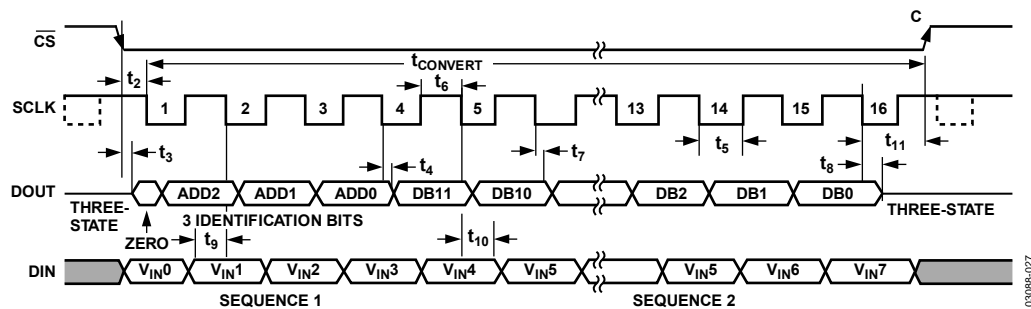 C
CS
tCONVERT
t2
t6
SCLK
1 2 3 4 5 13 14 15 16
t3
t4
t7
t5
t8
t11
DOUT
ADD2 ADD1 ADD0 DB11 DB10 DB2 DB1 DB0
THREE-
STATE
3 IDENTIFICATION BITS
THREE-STATE
ZERO
t9
t10
DIN
VIN0 VIN1 VIN2 VIN3 VIN4 VIN5 VIN5 VIN6 VIN7
SEQUENCE 1
SEQUENCE 2
03088-027